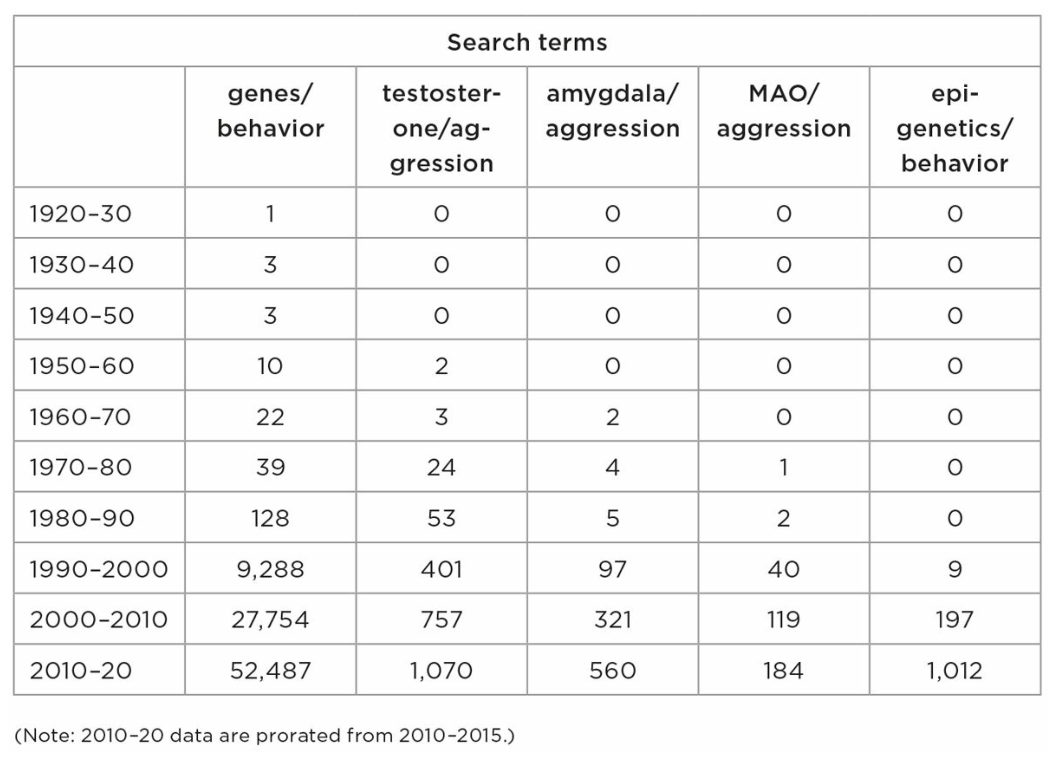 Search terms
genes/ testoster- amygdala/ MAO/ epi-
behavior one/ag- aggression aggression genetics/
gression behavior
1920–30 1 0 0 0 0
1930–40 3 0 0 0 0
1940–50 3 0 0 0 0
1950–60 10 2 0 0 0
1960–70 22 3 2 0 0
1970–80 39 24 4 1 0
1980–90 128 53 5 2 0
1990–2000 9,288 401 97 40 9
2000–2010 27,754 757 321 119 197
2010–20 52,487 1,070 560 184 1,012
(Note: 2010–20 data are prorated from 2010–2015.)